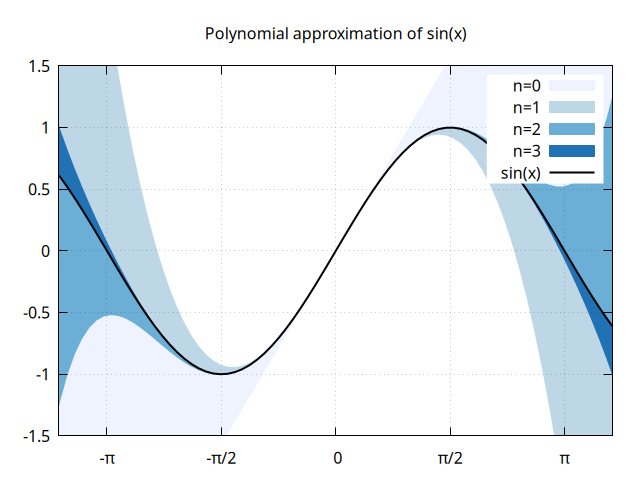 Polynomial approximation of sin(x)
1.5
1
0.5
0
-0.5
-1
-1.5
-π
-π/2
0
π/2
π
n=0
n=1
n=2
n=3
sin(x)